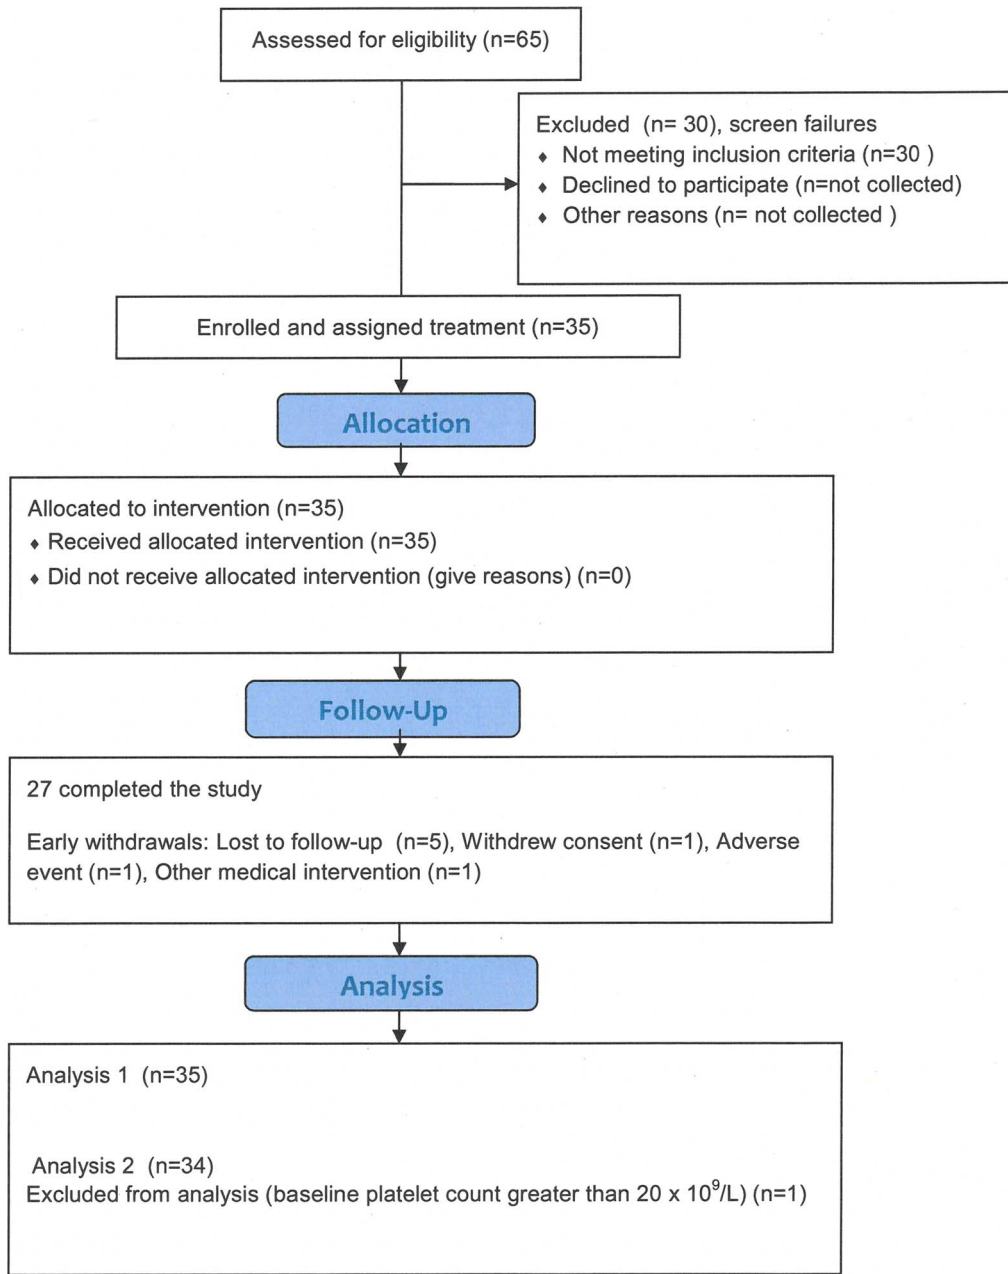 Assessed for eligibility (n=65)
Excluded  (n= 30), screen failures
♦ Not meeting inclusion criteria (n=30 )
♦ Declined to participate (n=not collected)
♦ Other reasons (n= not collected )
Enrolled and assigned treatment (n=35)
Allocation
Allocated to intervention (n=35)
♦ Received allocated intervention (n=35)
♦ Did not receive allocated intervention (give reasons) (n=0)
Follow-Up
27 completed the study
Early withdrawals: Lost to follow-up  (n=5), Withdrew consent (n=1), Adverse
event (n=1), Other medical intervention (n=1)
Analysis
Analysis 1  (n=35)
Analysis 2  (n=34)
Excluded from analysis (baseline platelet count greater than 20 x 10⁹/L) (n=1)